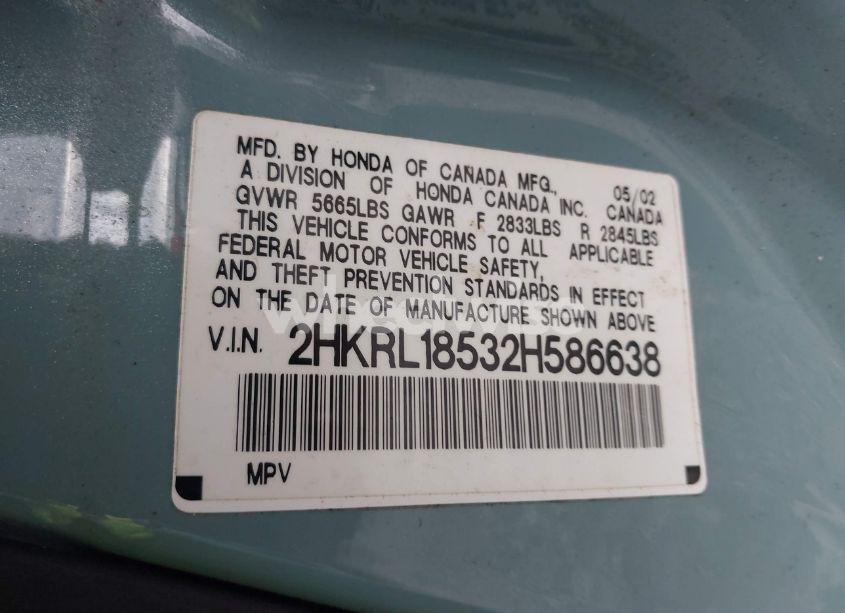 MFD. BY HONDA OF CANADA MFG., 05/02
A DIVISION OF HONDA CANADA INC. CANADA
GVWR 5665LBS GAWR F 2833LBS R 2845LBS
THIS VEHICLE CONFORMS TO ALL APPLICABLE
FEDERAL MOTOR VEHICLE SAFETY,
AND THEFT PREVENTION STANDARDS IN EFFECT
ON THE DATE OF MANUFACTURE SHOWN ABOVE
V.I.N. 2HKRL18532H586638
MPV